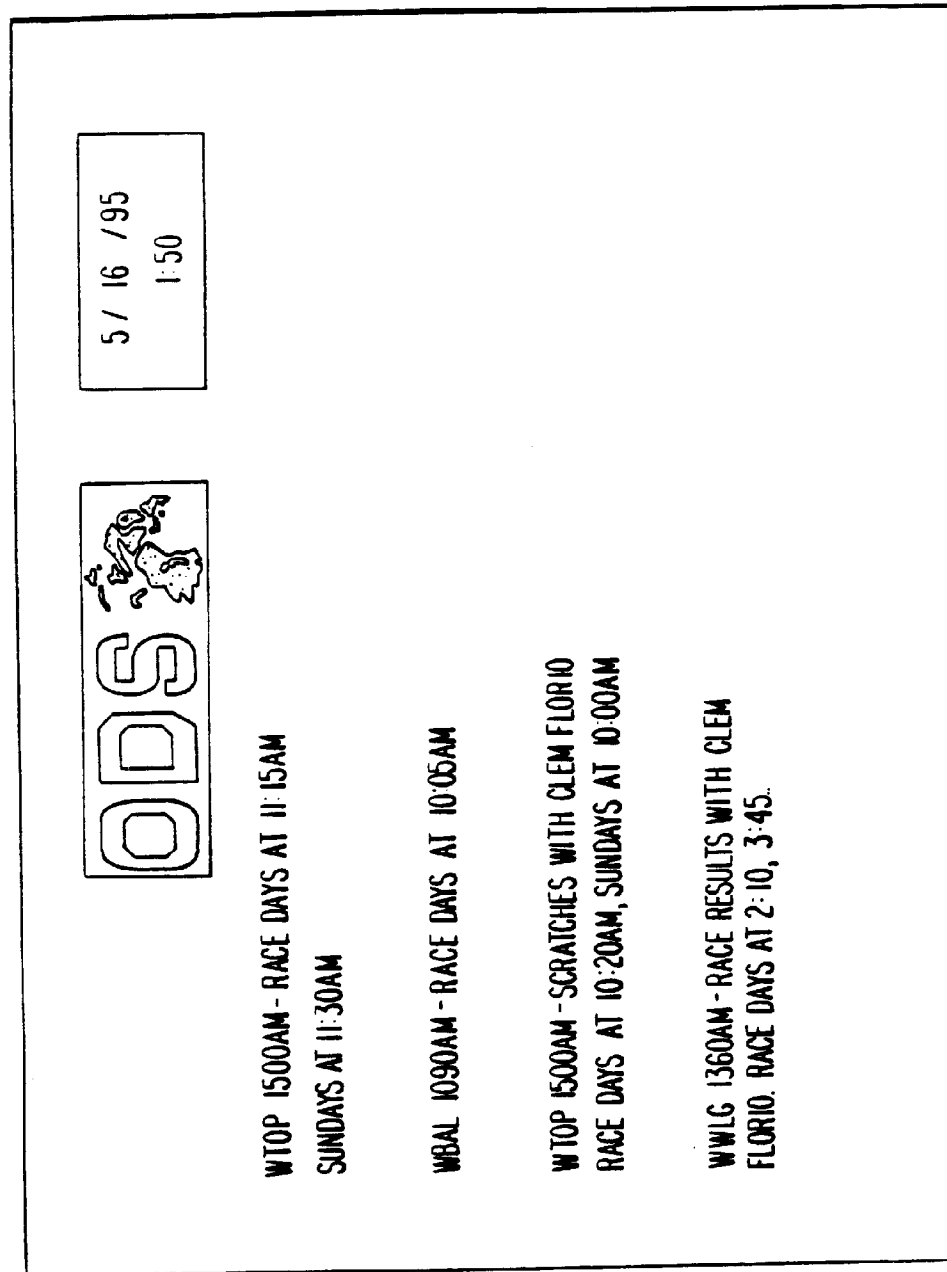 ODS
5/ 16 /95
1:50
WTOP 1500AM - RACE DAYS AT 11:15AM
SUNDAYS AT 11:30AM
WBAL 1090AM - RACE DAYS AT 10:05AM
WTOP 1500AM - SCRATCHES WITH CLEM FLORIO
RACE DAYS AT 10:20AM, SUNDAYS AT 10:00AM
WWLG 1360AM - RACE RESULTS WITH CLEM
FLORIO. RACE DAYS AT 2:10, 3:45..